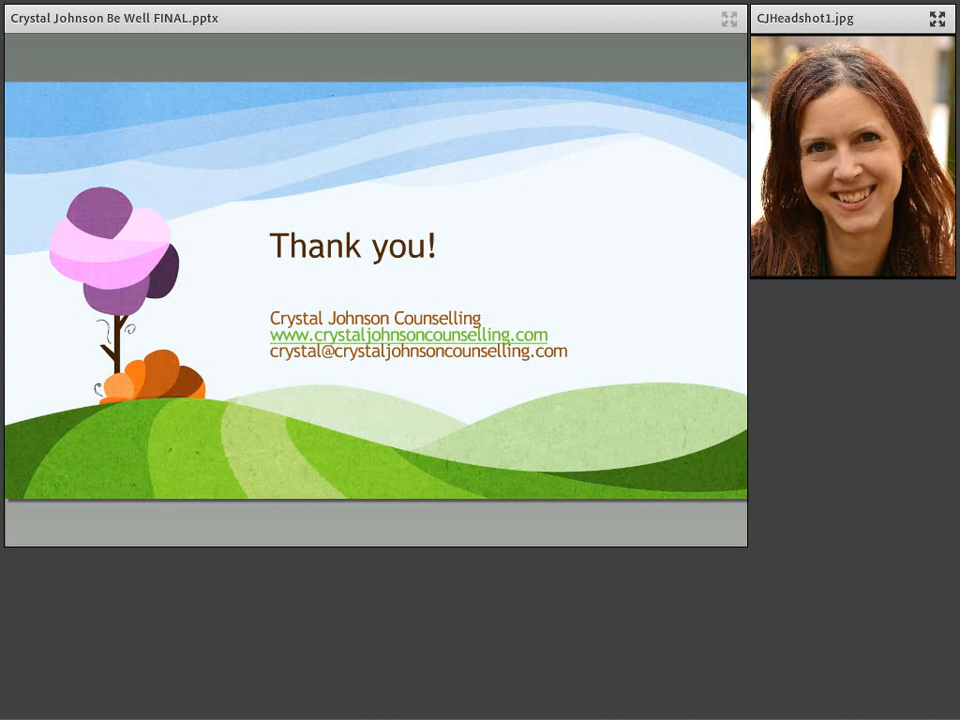 Crystal Johnson Be Well FINAL.pptx
CJHeadshot1.jpg
Thank you!
Crystal Johnson Counselling
www.crystaljohnsoncounselling.com
crystal@crystaljohnsoncounselling.com